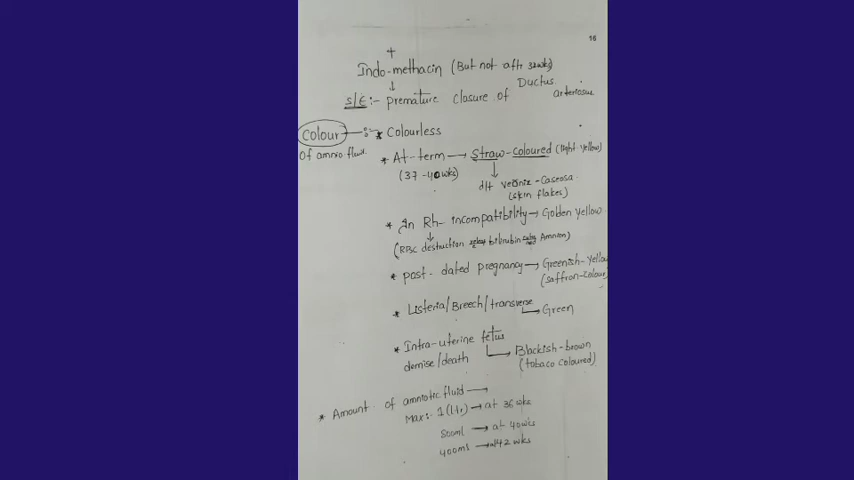 16
+
Indo-methacin (But not aft 32wks)
↓
S/E :- premature closure of Ductus arteriosus
Colour → * Colourless
of amnio fluid.
* At-term → Straw-coloured (light yellow)
(37-40wks) ↓
d/t vernix-Caseosa
(skin flakes)
* In Rh- incompatibility → Golden yellow
↓
(RBC destruction bilirubin Amnion)
* post-dated pregnancy → Greenish-yellow
(saffron-colour)
* Listeria/Breech/transverse
→ Green
* Intra-uterine fetus
demise/death → Blackish-brown
(tobaco coloured)
* Amount of amniotic fluid →
Max:- 1 (ltr) → at 36 wks
800ml → at 40wks
400ml → at 42 wks